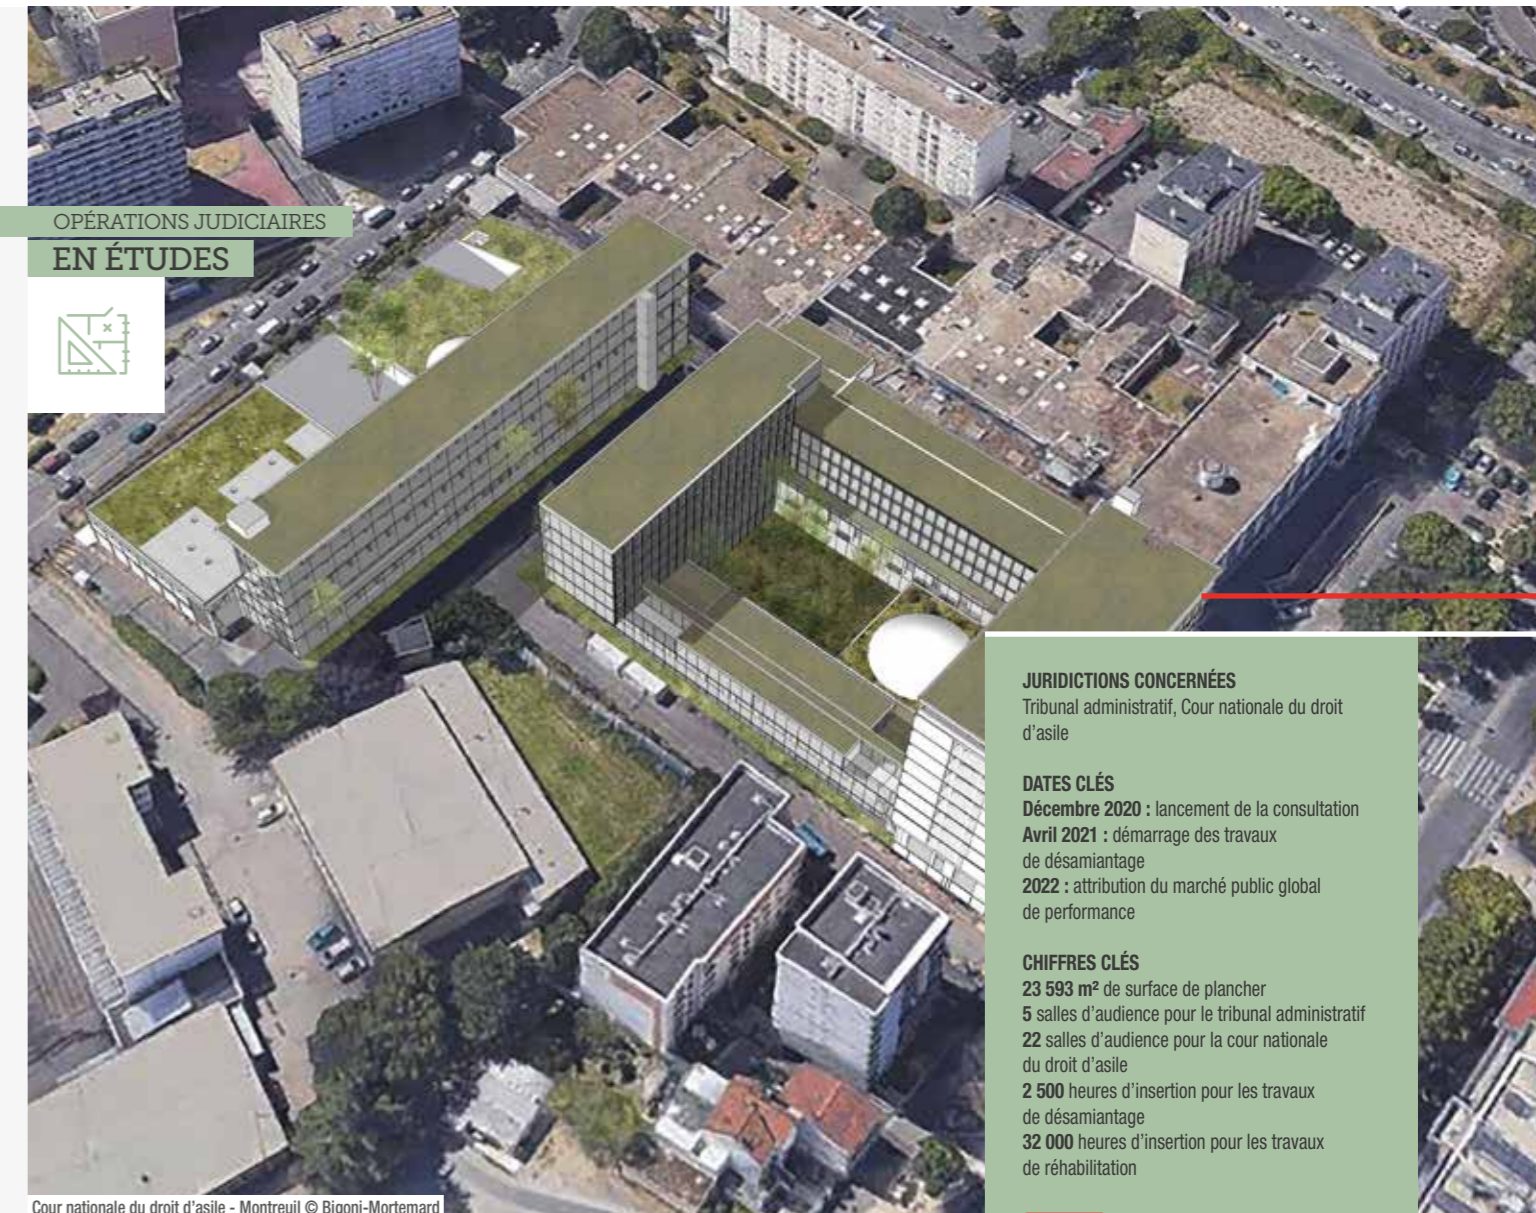 OPÉRATIONS JUDICIAIRES
EN ÉTUDES
JURIDICTIONS CONCERNÉES
Tribunal administratif, Cour nationale du droit
d'asile
DATES CLÉS
Décembre 2020 : lancement de la consultation
Avril 2021 : démarrage des travaux
de désamiantage
2022 : attribution du marché public global
de performance
CHIFFRES CLÉS
23 593 m² de surface de plancher
5 salles d'audience pour le tribunal administratif
22 salles d'audience pour la cour nationale
du droit d'asile
2 500 heures d'insertion pour les travaux
de désamiantage
32 000 heures d'insertion pour les travaux
de réhabilitation
Cour nationale du droit d'asile - Montreuil © Bigoni-Mortemard